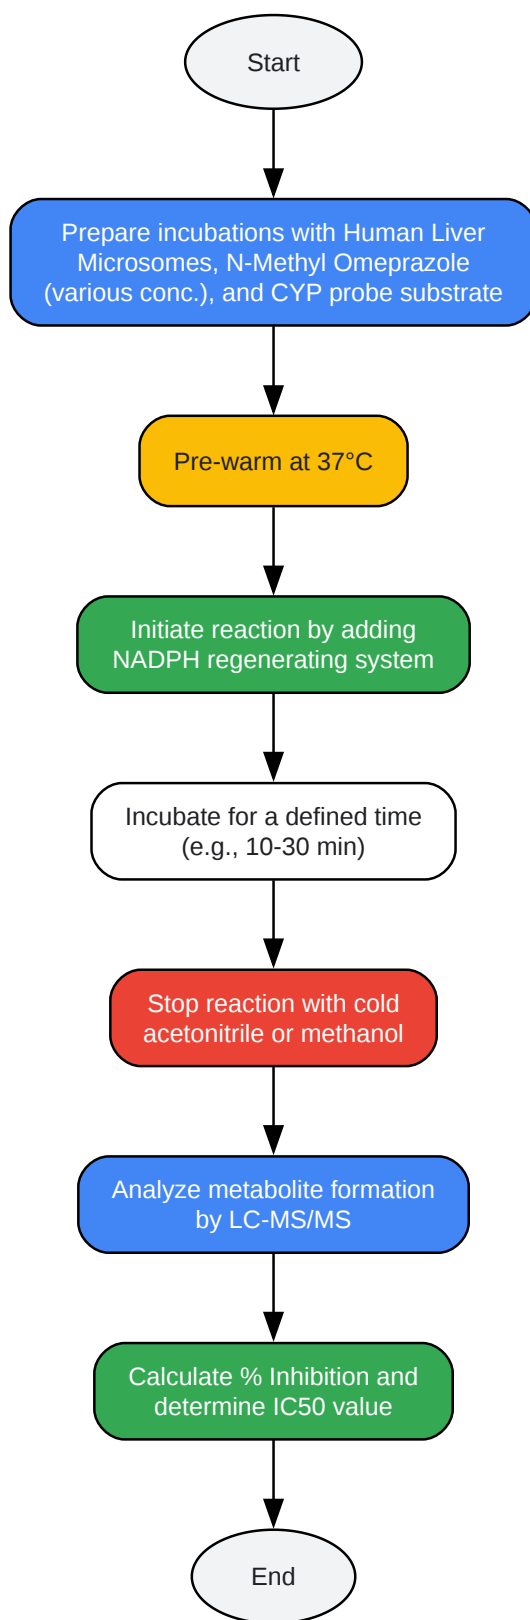 Start
Prepare incubations with Human Liver
Microsomes, N-Methyl Omeprazole
(various conc.), and CYP probe substrate
Pre-warm at 37°C
Initiate reaction by adding
NADPH regenerating system
Incubate for a defined time
(e.g., 10-30 min)
Stop reaction with cold
acetonitrile or methanol
Analyze metabolite formation
by LC-MS/MS
Calculate % Inhibition and
determine IC50 value
End